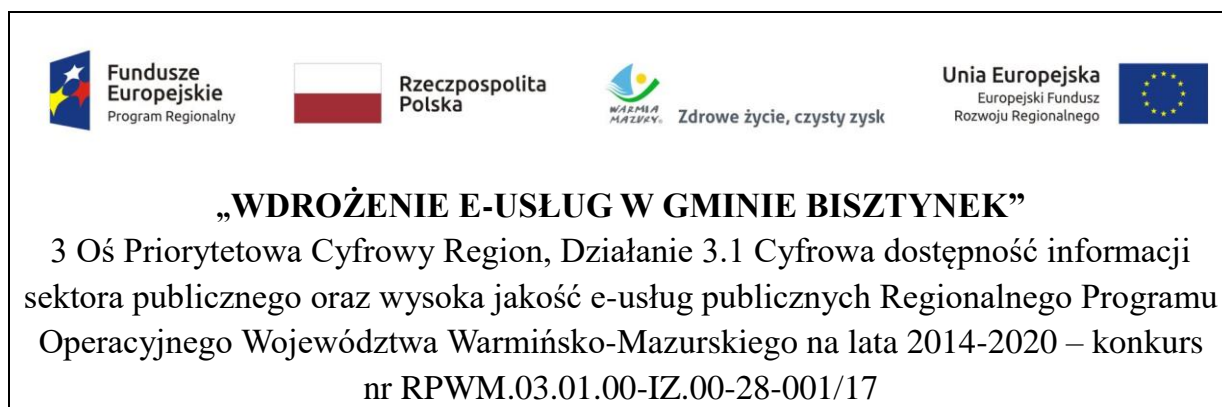 Fundusze
Europejskie
Program Regionalny
Rzeczpospolita
Polska
WARMIA
MAZURY.
Zdrowe życie, czysty zysk
Unia Europejska
Europejski Fundusz
Rozwoju Regionalnego
„WDROŻENIE E-USŁUG W GMINIE BISZTYNEK”
3 Oś Priorytetowa Cyfrowy Region, Działanie 3.1 Cyfrowa dostępność informacji
sektora publicznego oraz wysoka jakość e-usług publicznych Regionalnego Programu
Operacyjnego Województwa Warmińsko-Mazurskiego na lata 2014-2020 – konkurs
nr RPWM.03.01.00-IZ.00-28-001/17